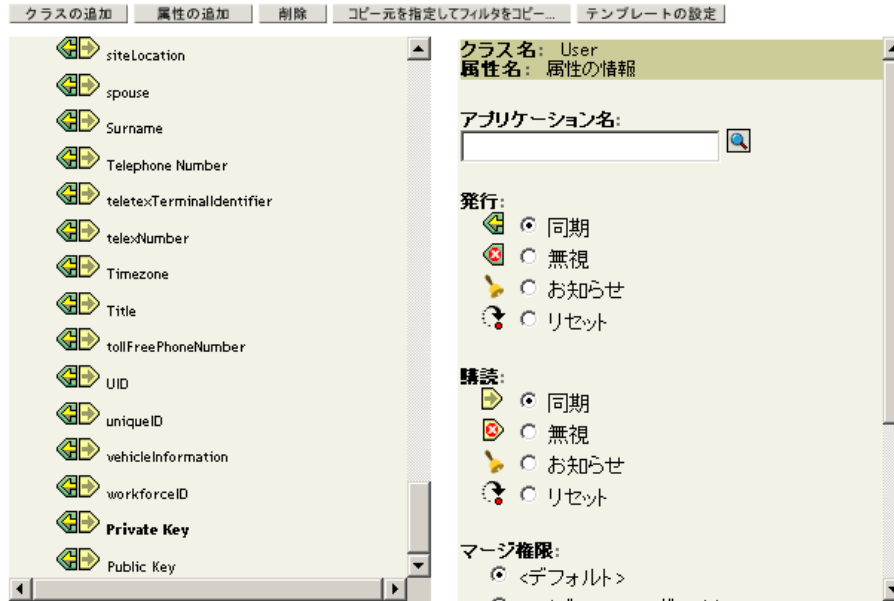 クラスの追加 属性の追加 削除 コピー元を指定してフィルタをコピー... テンプレートの設定
siteLocation
spouse
Surname
Telephone Number
teletexTerminalIdentifier
telexNumber
Timezone
Title
tollFreePhoneNumber
UID
uniqueID
vehicleInformation
workforceID
Private Key
Public Key
クラス名: User
属性名: 属性の情報
アプリケーション名:
発行:
同期
無視
お知らせ
リセット
購読:
同期
無視
お知らせ
リセット
マージ権限:
<デフォルト>